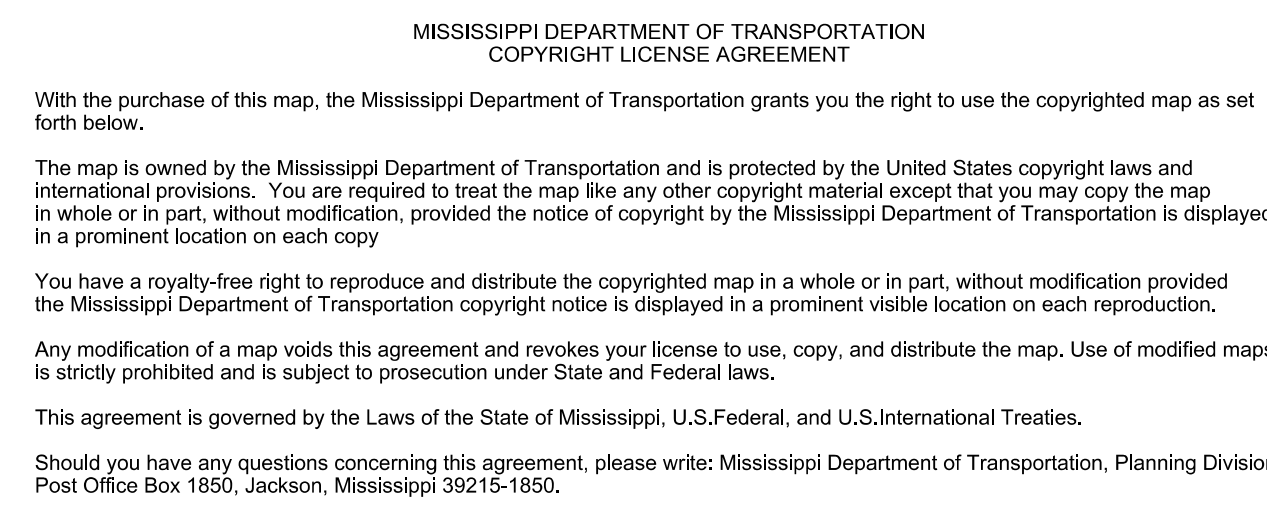 MISSISSIPPI DEPARTMENT OF TRANSPORTATION
COPYRIGHT LICENSE AGREEMENT
With the purchase of this map, the Mississippi Department of Transportation grants you the right to use the copyrighted map as set
forth below.
The map is owned by the Mississippi Department of Transportation and is protected by the United States copyright laws and
international provisions.  You are required to treat the map like any other copyright material except that you may copy the map
in whole or in part, without modification, provided the notice of copyright by the Mississippi Department of Transportation is displayed
in a prominent location on each copy
You have a royalty-free right to reproduce and distribute the copyrighted map in a whole or in part, without modification provided
the Mississippi Department of Transportation copyright notice is displayed in a prominent visible location on each reproduction.
Any modification of a map voids this agreement and revokes your license to use, copy, and distribute the map. Use of modified maps
is strictly prohibited and is subject to prosecution under State and Federal laws.
This agreement is governed by the Laws of the State of Mississippi, U.S.Federal, and U.S.International Treaties.
Should you have any questions concerning this agreement, please write: Mississippi Department of Transportation, Planning Division
Post Office Box 1850, Jackson, Mississippi 39215-1850.